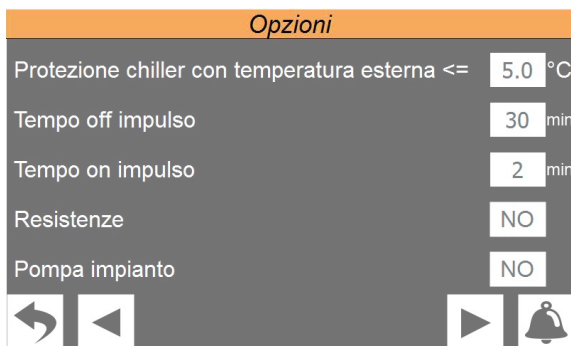 Opzioni
Protezione chiller con temperatura esterna <= 5.0 °C
Tempo off impulso 30 min
Tempo on impulso 2 min
Resistenze NO
Pompa impianto NO